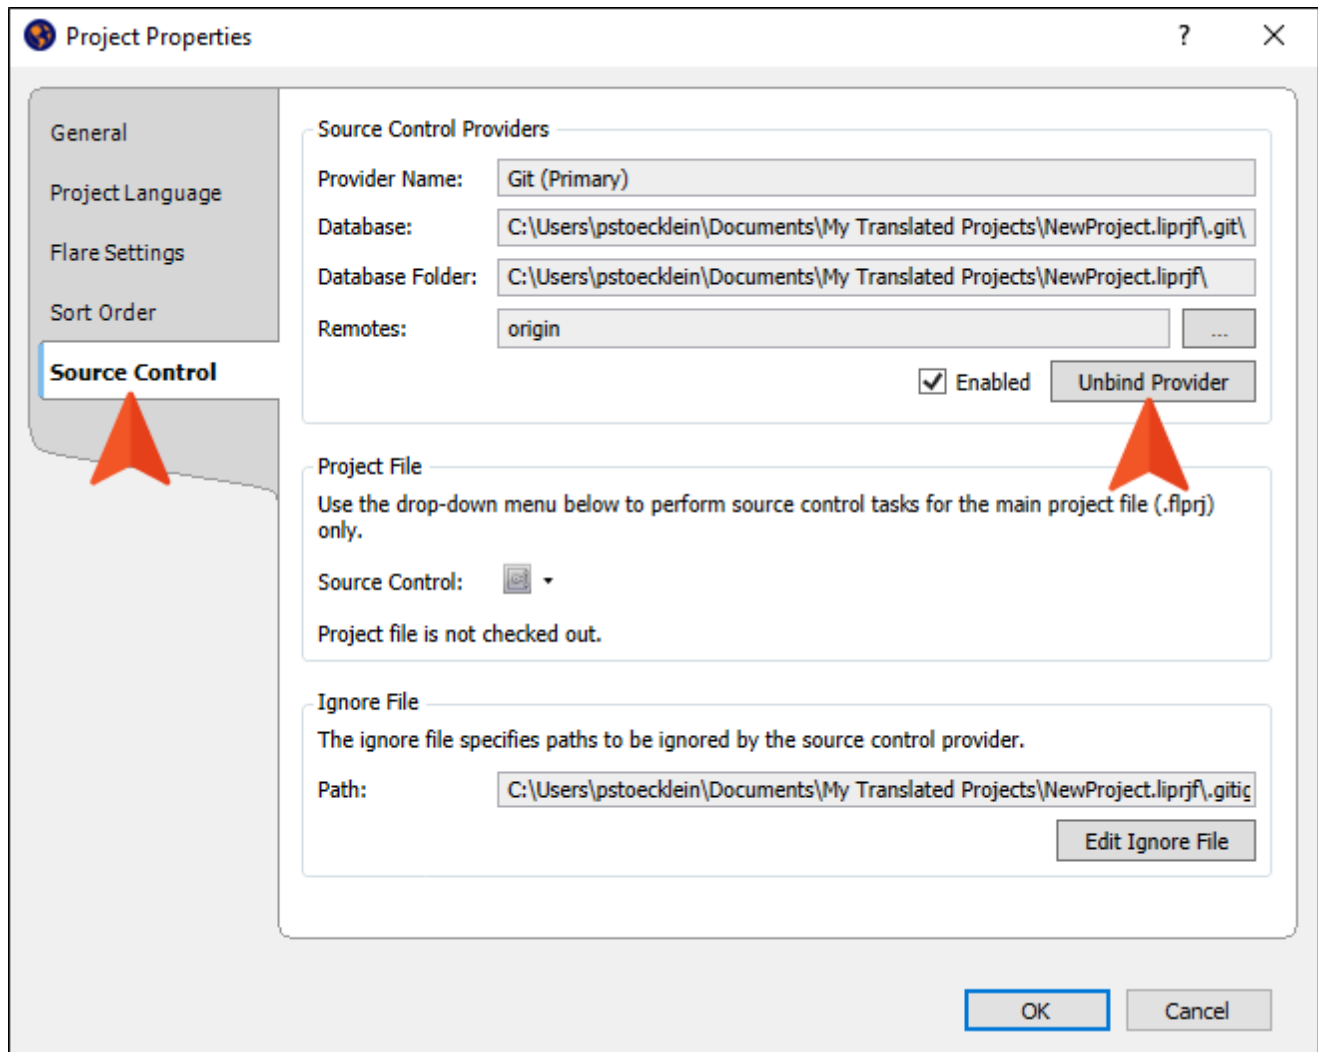 Project Properties
?
General
Project Language
Flare Settings
Sort Order
Source Control
Source Control Providers
Provider Name: Git (Primary)
Database: C:\Users\pstoecklein\Documents\My Translated Projects\NewProject.liprjf\.git\
Database Folder: C:\Users\pstoecklein\Documents\My Translated Projects\NewProject.liprjf\
Remotes: origin ...
Enabled Unbind Provider
Project File
Use the drop-down menu below to perform source control tasks for the main project file (.flprj)
only.
Source Control:
Project file is not checked out.
Ignore File
The ignore file specifies paths to be ignored by the source control provider.
Path: C:\Users\pstoecklein\Documents\My Translated Projects\NewProject.liprjf\.gitig
Edit Ignore File
OK Cancel